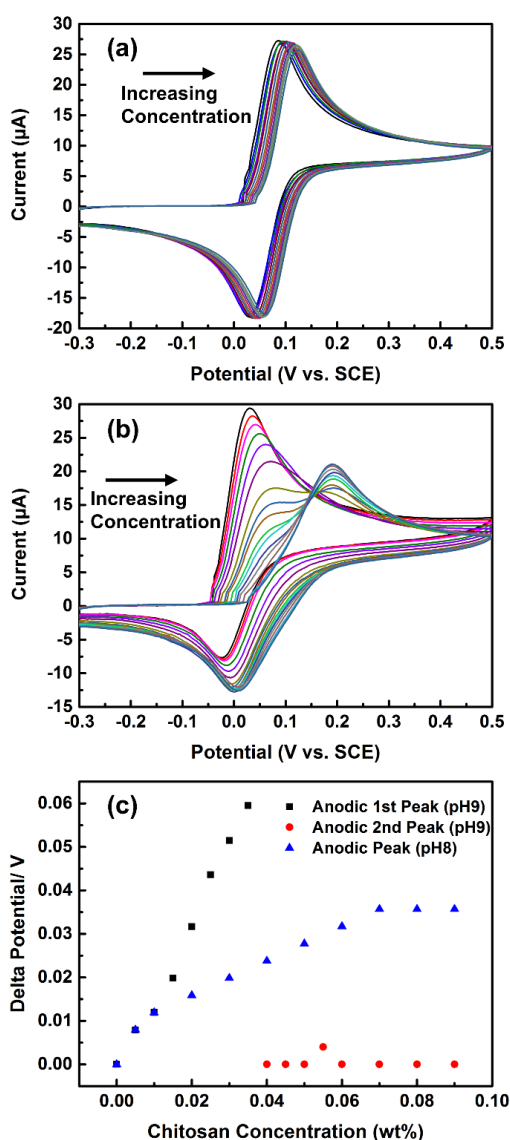 (a)
30
25
20
15
10
5
0
-5
-10
-15
-20
Current (µA)
Increasing
Concentration
-0.3 -0.2 -0.1 0.0 0.1 0.2 0.3 0.4 0.5
Potential (V vs. SCE)
(b)
30
25
20
15
10
5
0
-5
-10
-15
Current (µA)
Increasing
Concentration
-0.3 -0.2 -0.1 0.0 0.1 0.2 0.3 0.4 0.5
Potential (V vs. SCE)
(c)
0.06
0.05
0.04
0.03
0.02
0.01
0.00
Delta Potential/ V
Anodic 1st Peak (pH9)
Anodic 2nd Peak (pH9)
Anodic Peak (pH8)
0.00 0.02 0.04 0.06 0.08 0.10
Chitosan Concentration (wt%)